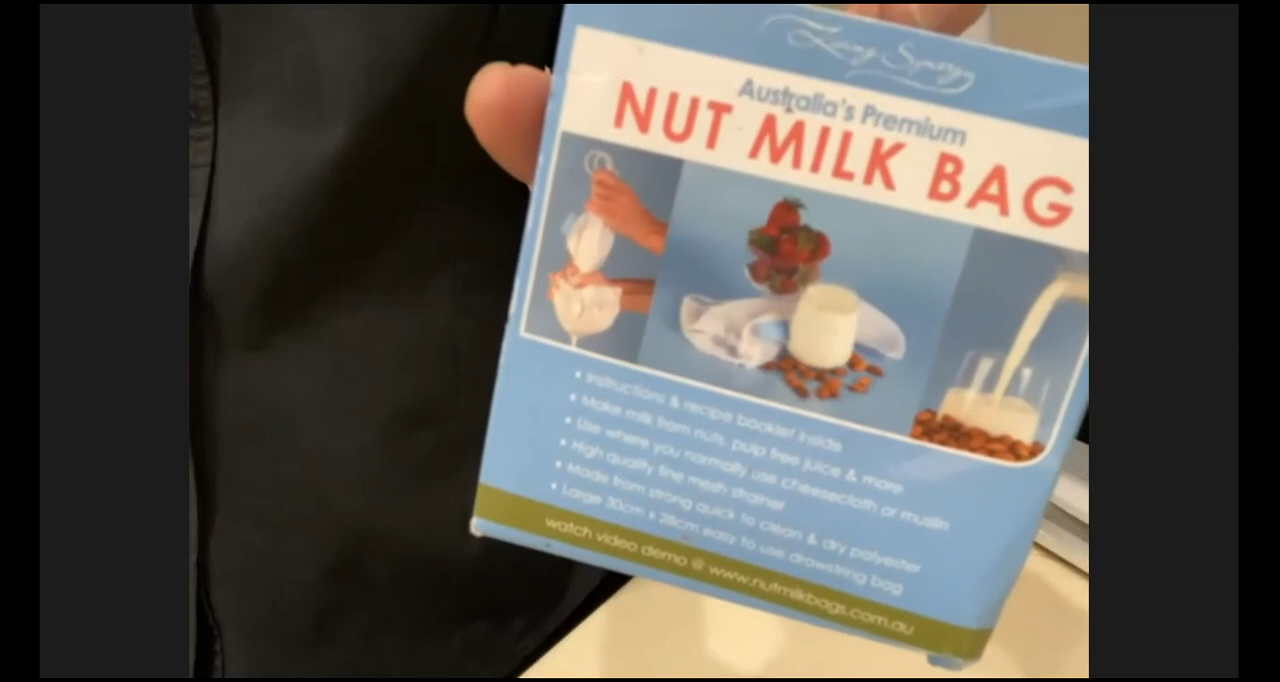 Australia's Premium
NUT MILK BAG
• Instructions & recipe booklet inside
• Make milk from nuts, pulp free juice & more
• Use where you normally use cheesecloth or muslin
• High quality fine mesh strainer
• Made from strong quick to clean & dry polyester
• Large 30cm x 28cm easy to use drawstring bag
watch video demo @ www.nutmilkbags.com.au